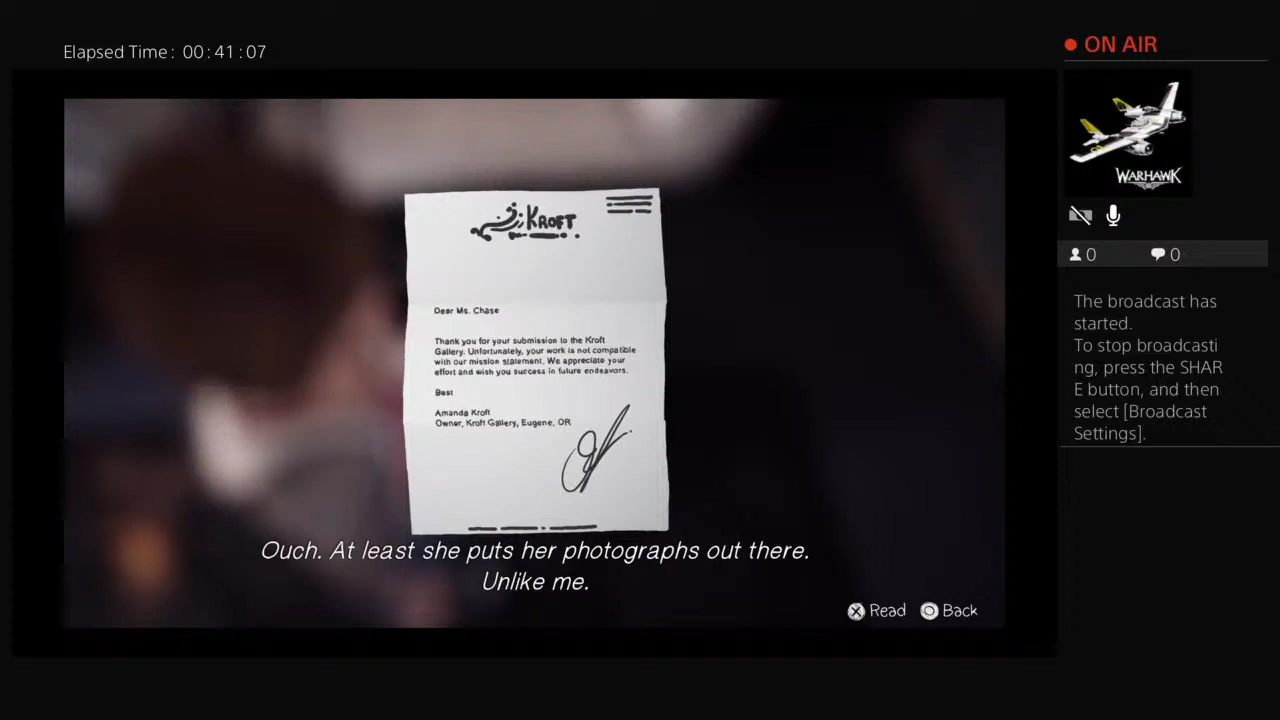 Elapsed Time: 00:41:07
ON AIR
WARHAWK
0
0
The broadcast has
started.
To stop broadcasti
ng, press the SHAR
E button, and then
select [Broadcast
Settings].
KROFT
Dear Ms. Chase
Thank you for your submission to the Kroft
Gallery. Unfortunately, your work is not compatible
with our mission statement. We appreciate your
effort and wish you success in future endeavors.
Best
Amanda Kroft
Owner, Kroft Gallery, Eugene, OR
Ouch. At least she puts her photographs out there.
Unlike me.
Read
Back